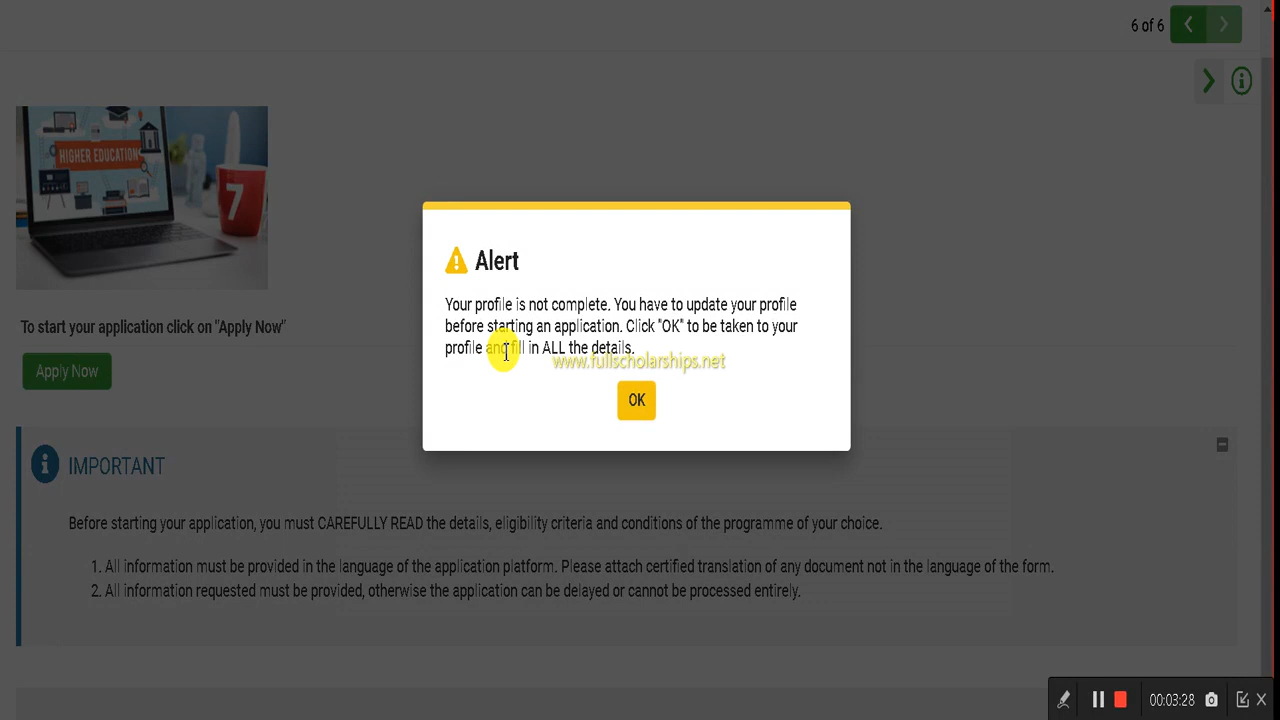 6 of 6
HIGHER EDUCATION
7
Alert
Your profile is not complete. You have to update your profile
before starting an application. Click "OK" to be taken to your
profile and fill in ALL the details.
www.fullscholarships.net
OK
To start your application click on "Apply Now"
Apply Now
IMPORTANT
Before starting your application, you must CAREFULLY READ the details, eligibility criteria and conditions of the programme of your choice.
1. All information must be provided in the language of the application platform. Please attach certified translation of any document not in the language of the form.
2. All information requested must be provided, otherwise the application can be delayed or cannot be processed entirely.
00:03:28